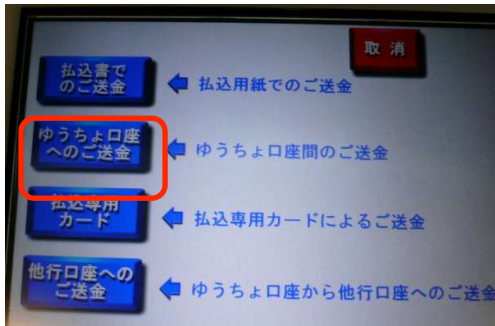 取消
払込書で
のご送金
払込用紙でのご送金
ゆうちょ口座
へのご送金
ゆうちょ口座間のご送金
払込専用
カード
払込専用カードによるご送金
他行口座への
ご送金
ゆうちょ口座から他行口座へのご送金